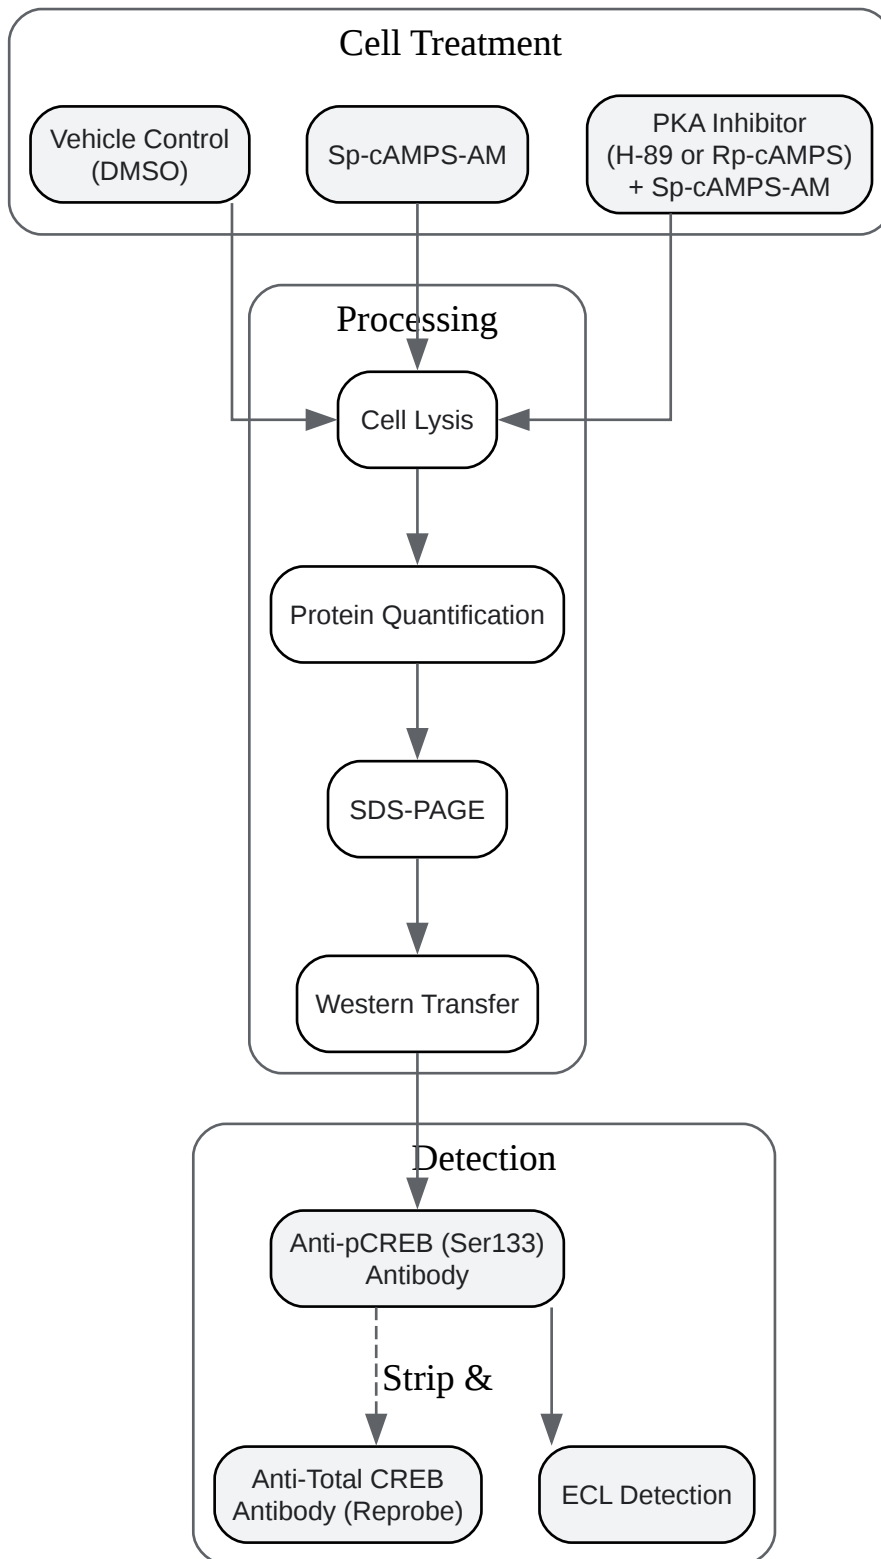 Cell Treatment
Vehicle Control
(DMSO)
Sp-cAMPS-AM
PKA Inhibitor
(H-89 or Rp-cAMPS)
+ Sp-cAMPS-AM
Processing
Cell Lysis
Protein Quantification
SDS-PAGE
Western Transfer
Detection
Anti-pCREB (Ser133)
Antibody
Strip &
Anti-Total CREB
Antibody (Reprobe)
ECL Detection